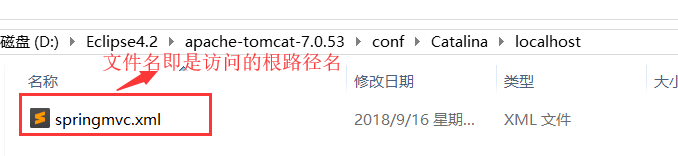 磁盘 (D:) › Eclipse4.2 › apache-tomcat-7.0.53 › conf › Catalina › localhost
文件名即是访问的根路径名
名称 修改日期 类型 大小
springmvc.xml 2018/9/16 星期... XML 文件